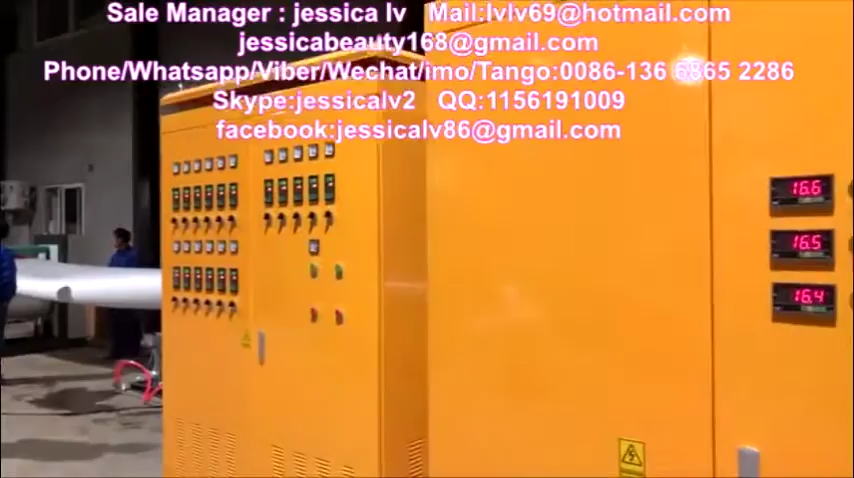 Sale Manager : jessica lv Mail:lvlv69@hotmail.com
jessicabeauty168@gmail.com
Phone/Whatsapp/Viber/Wechat/imo/Tango:0086-136 6865 2286
Skype:jessicalv2 QQ:1156191009
facebook:jessicalv86@gmail.com
16.6
16.5
16.4